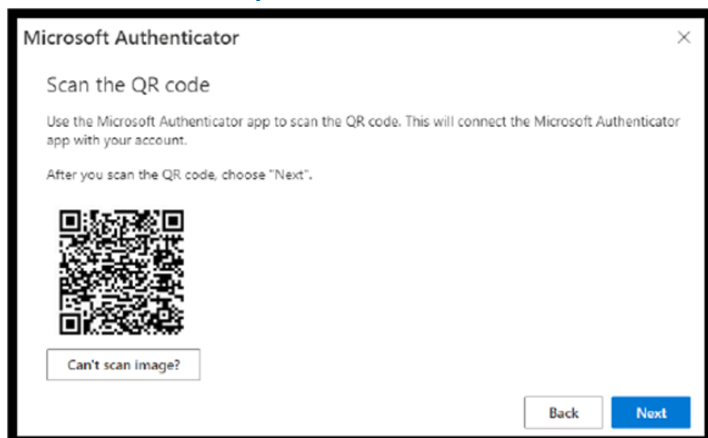 Microsoft Authenticator
Scan the QR code
Use the Microsoft Authenticator app to scan the QR code. This will connect the Microsoft Authenticator
app with your account.
After you scan the QR code, choose "Next".
Can't scan image?
Back
Next